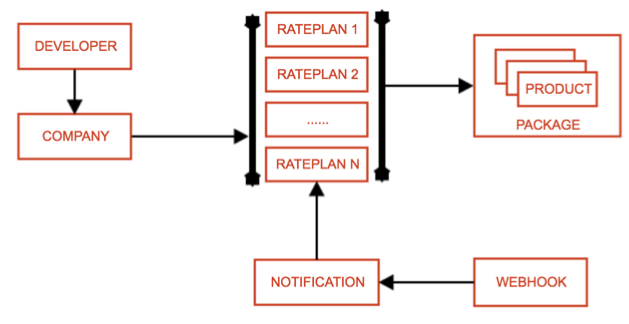 DEVELOPER
COMPANY
RATEPLAN 1
RATEPLAN 2
......
RATEPLAN N
PRODUCT
PACKAGE
NOTIFICATION
WEBHOOK